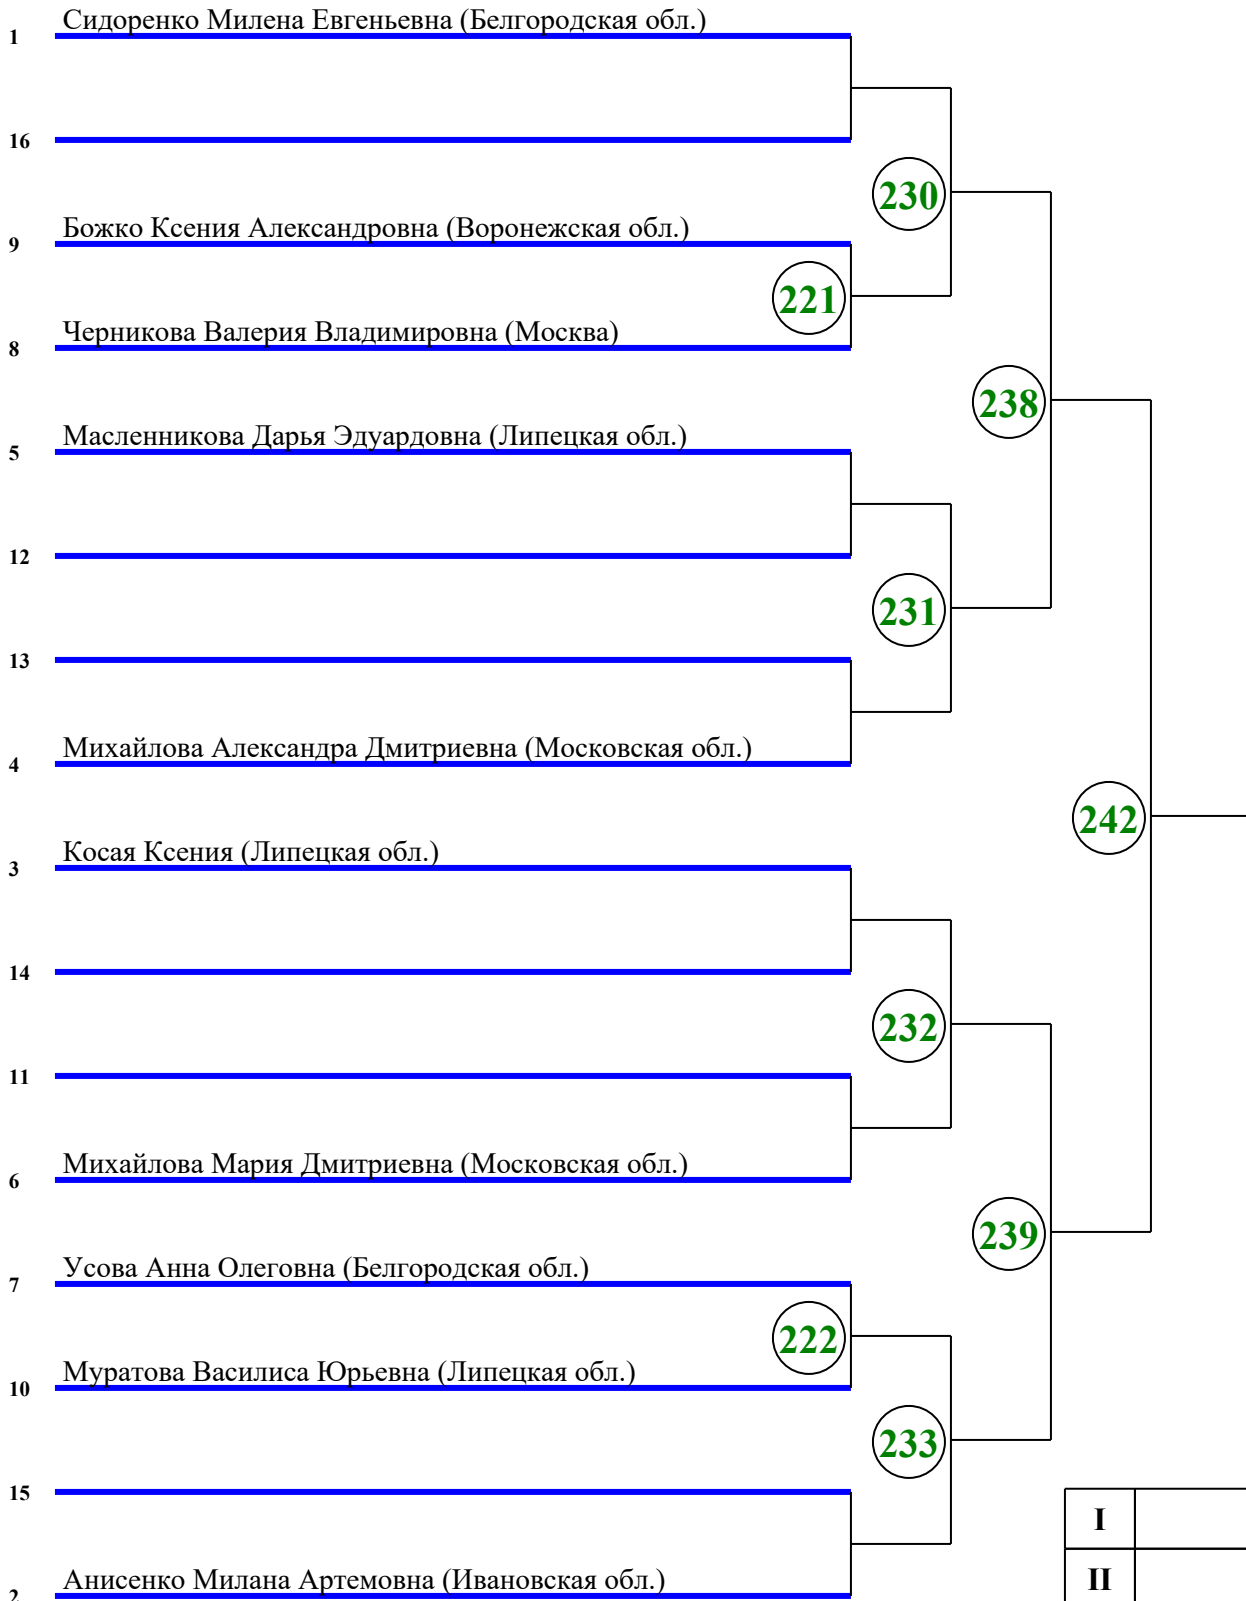 Сидоренко Милена Евгеньевна (Белгородская обл.)
1
16
230
Божко Ксения Александровна (Воронежская обл.)
9
221
Черникова Валерия Владимировна (Москва)
8
238
Масленникова Дарья Эдуардовна (Липецкая обл.)
5
12
231
13
Михайлова Александра Дмитриевна (Московская обл.)
4
242
Косая Ксения (Липецкая обл.)
3
14
232
11
Михайлова Мария Дмитриевна (Московская обл.)
6
239
Усова Анна Олеговна (Белгородская обл.)
7
222
Муратова Василиса Юрьевна (Липецкая обл.)
10
233
15
I
Анисенко Милана Артемовна (Ивановская обл.)
2
II